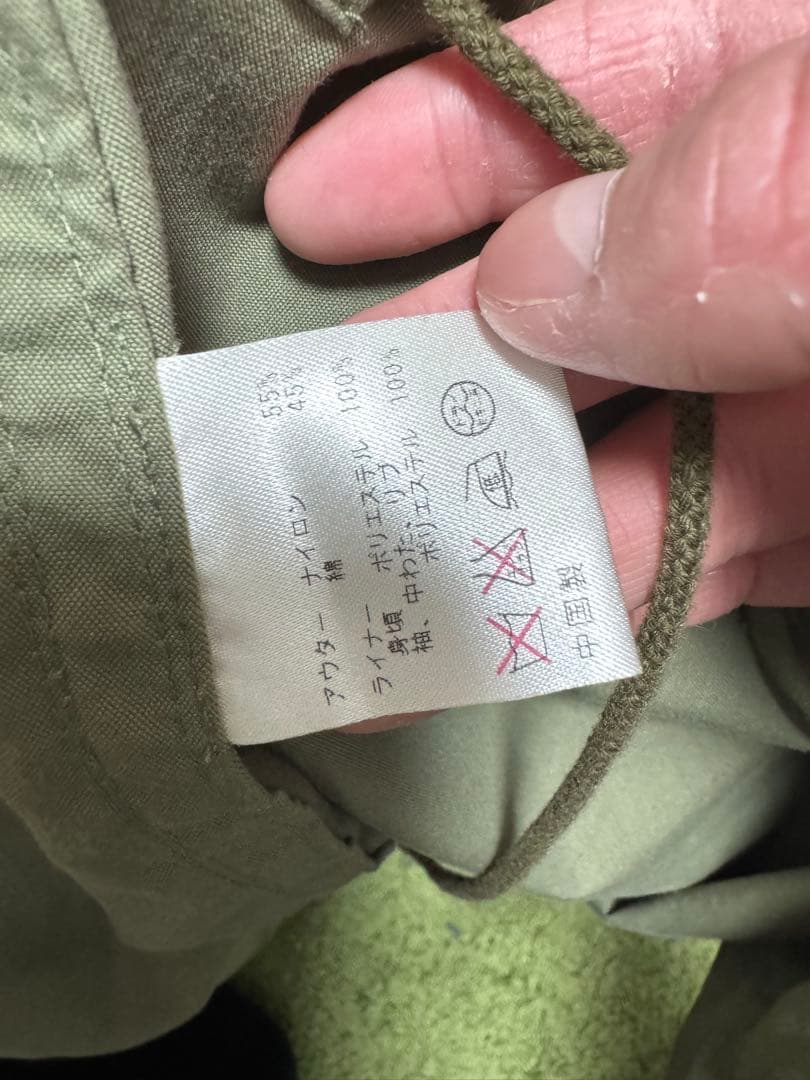 アウター ナイロン 55%
綿 45%
ライナー
身頃 ポリエステル 100%
袖、中わた、リブ
ポリエステル 100%
低
中国製